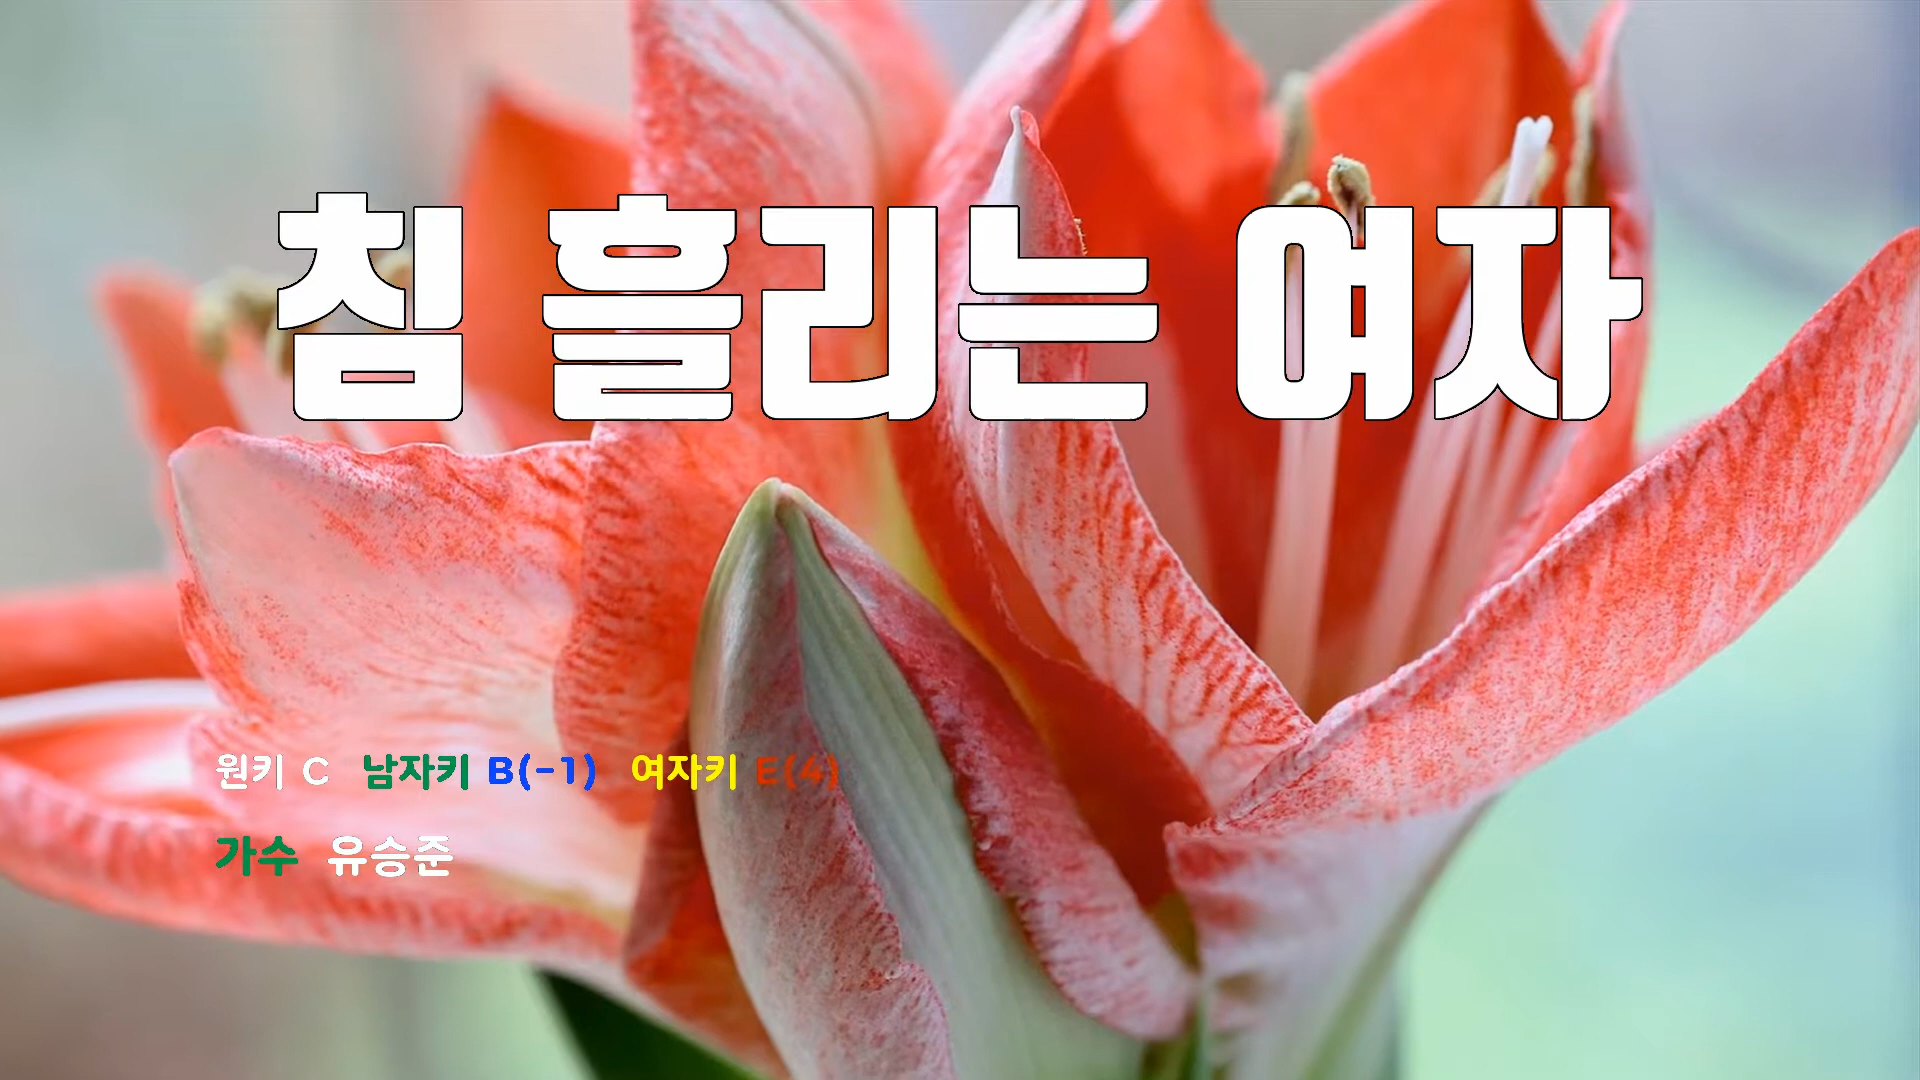 침 흘리는 여자
원키 C 남자키 B(-1) 여자키 E(4)
가수 유승준